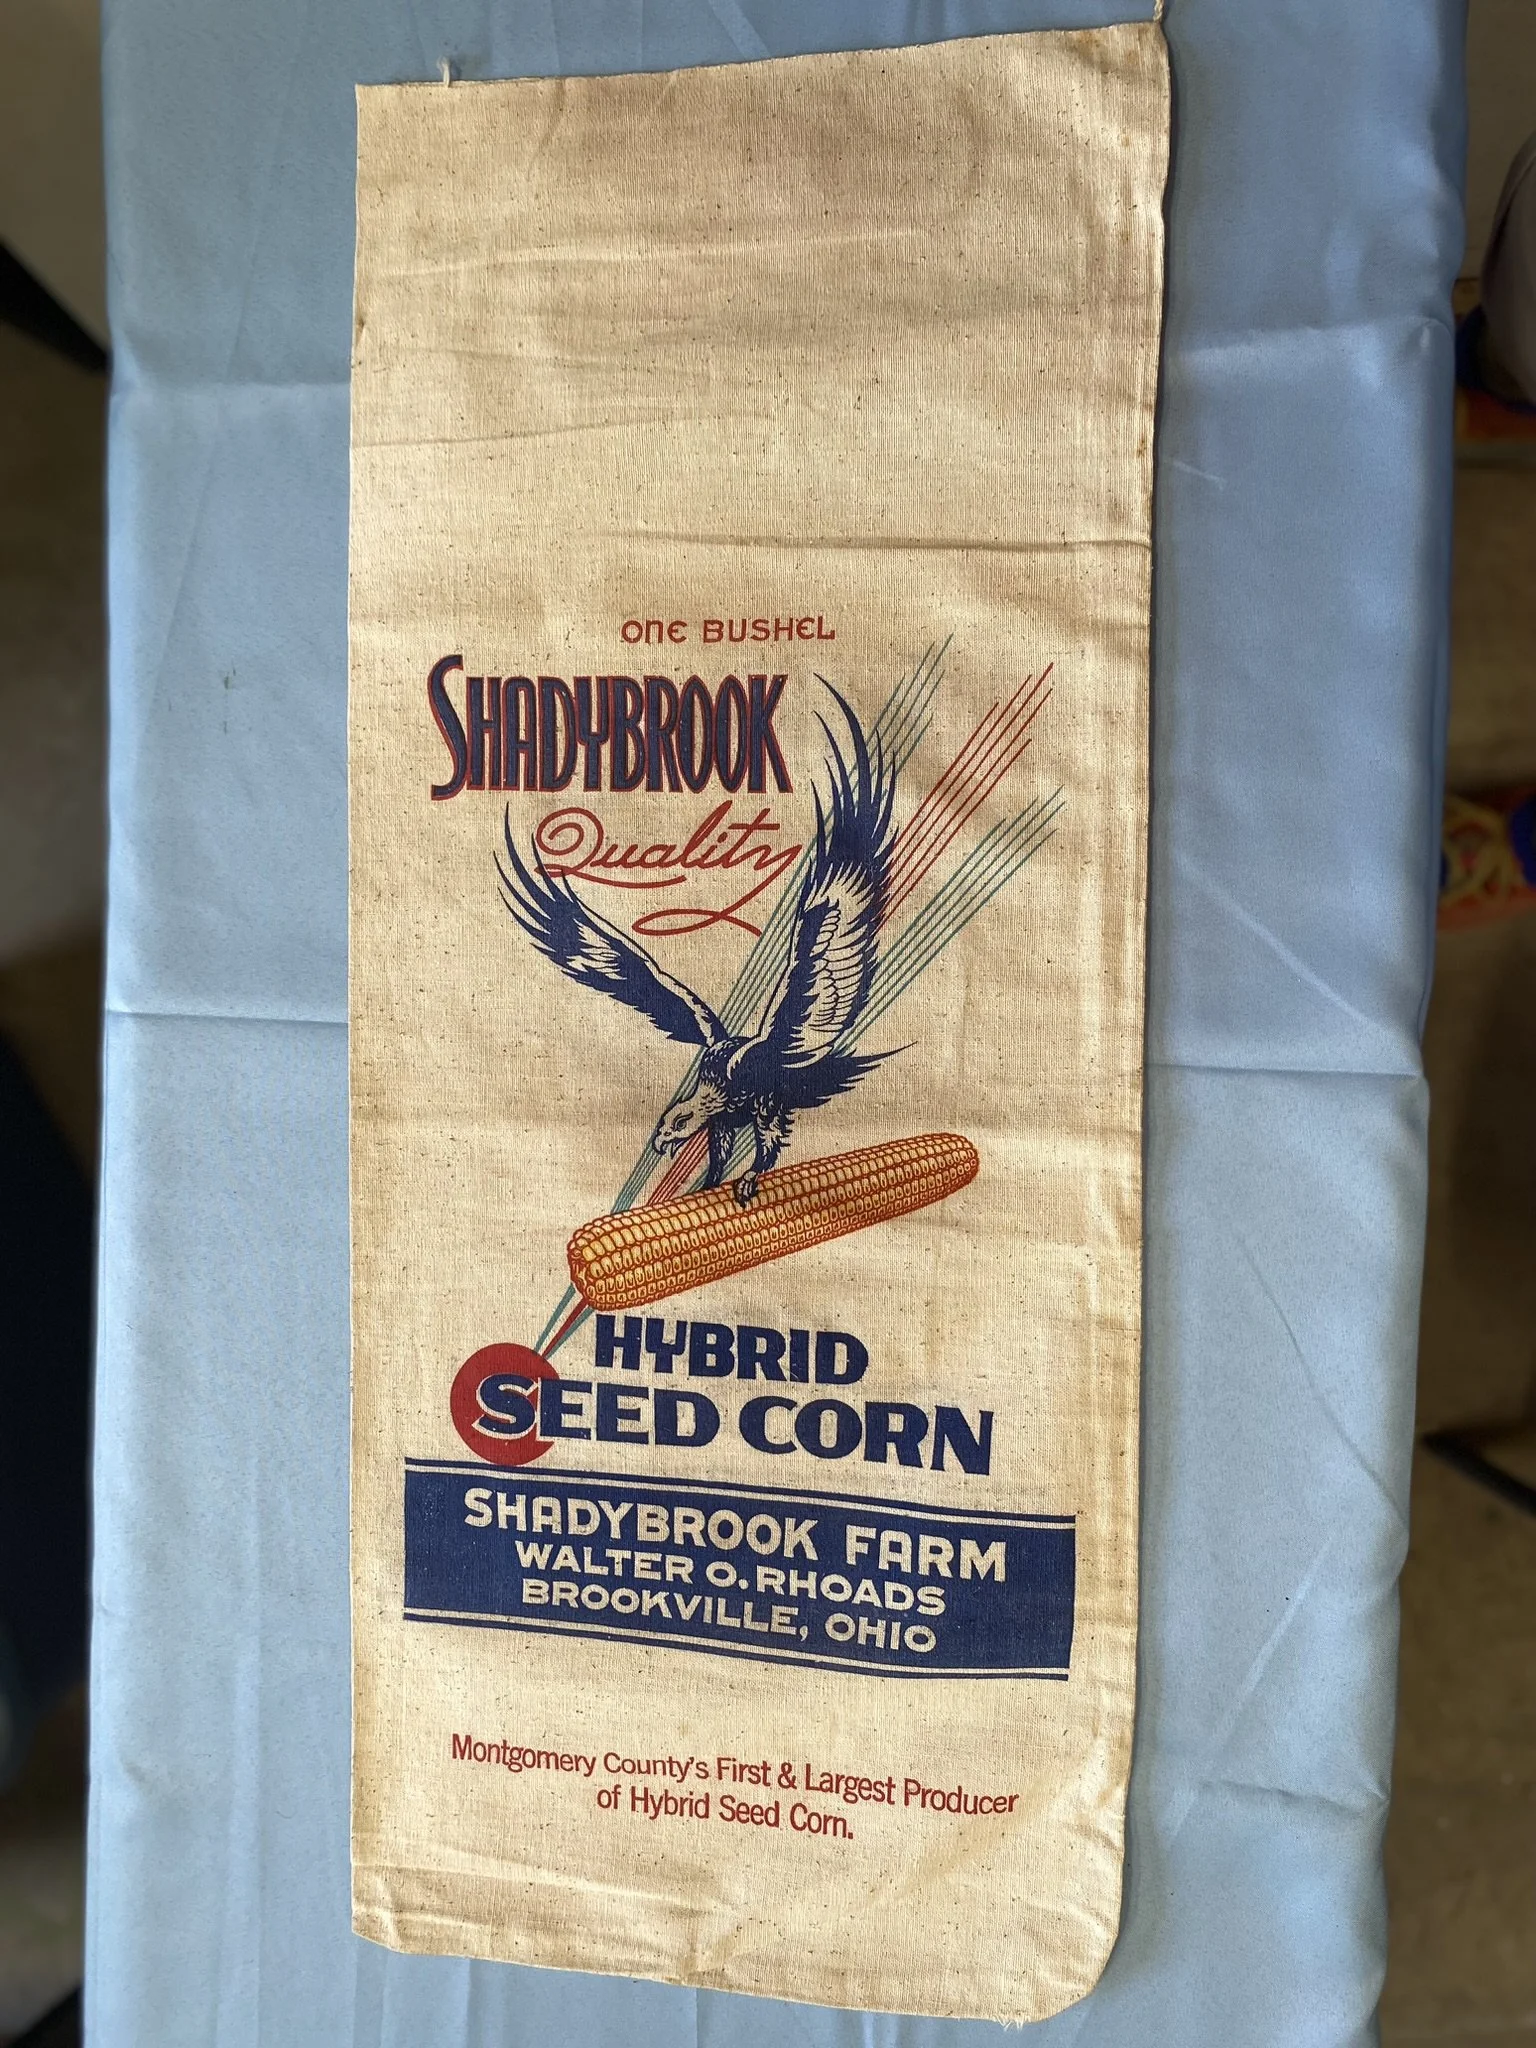 ONE BUSHEL
SHADYBROOK
Quality
HYBRID
SEED CORN
SHADYBROOK FARM
WALTER O. RHOADS
BROOKVILLE, OHIO
Montgomery County's First & Largest Producer
of Hybrid Seed Corn.